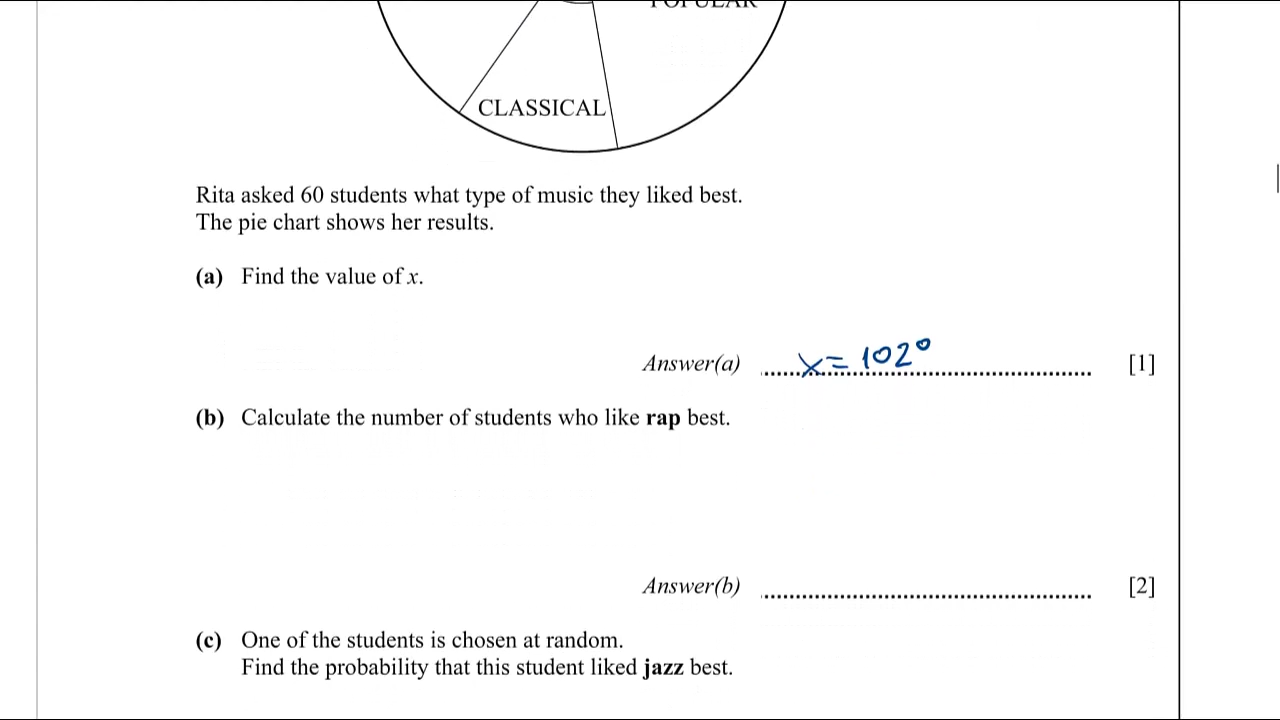 POPULAR
CLASSICAL
Rita asked 60 students what type of music they liked best.
The pie chart shows her results.
(a) Find the value of x.
Answer(a) x = 102° [1]
(b) Calculate the number of students who like rap best.
Answer(b) [2]
(c) One of the students is chosen at random.
Find the probability that this student liked jazz best.